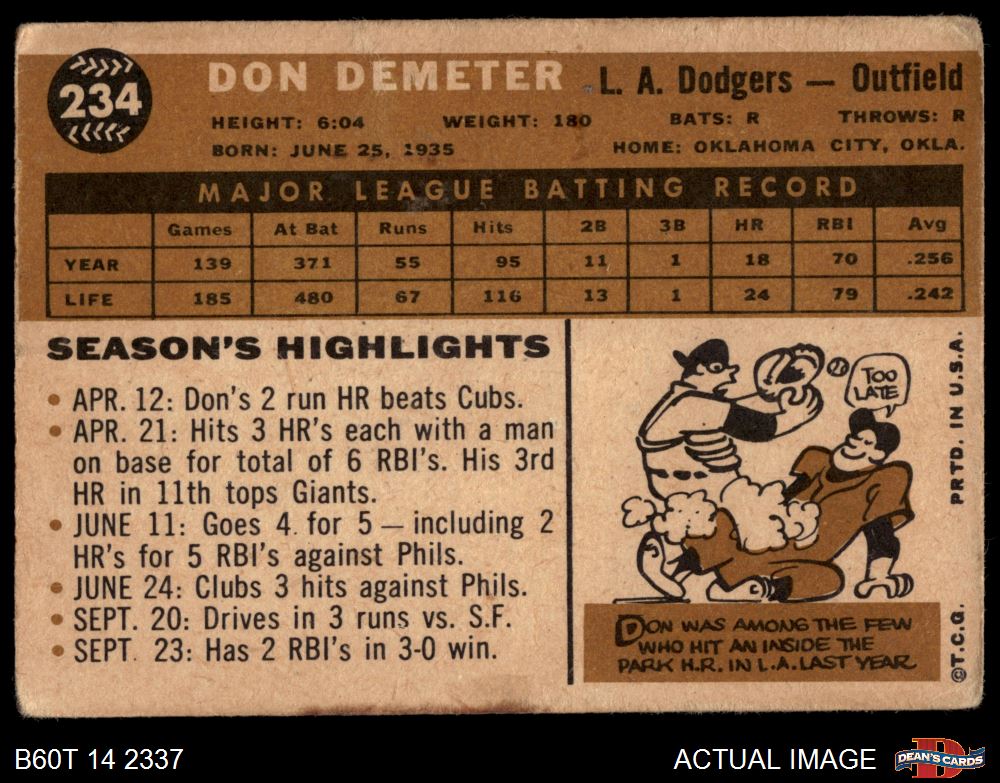 234
DON DEMETER L. A. Dodgers — Outfield
HEIGHT: 6:04 WEIGHT: 180 BATS: R THROWS: R
BORN: JUNE 25, 1935 HOME: OKLAHOMA CITY, OKLA.
MAJOR LEAGUE BATTING RECORD
Games At Bat Runs Hits 2B 3B HR RBI Avg
YEAR 139 371 55 95 11 1 18 70 .256
LIFE 185 480 67 116 13 1 24 79 .242
SEASON'S HIGHLIGHTS
• APR. 12: Don's 2 run HR beats Cubs.
• APR. 21: Hits 3 HR's each with a man
on base for total of 6 RBI's. His 3rd
HR in 11th tops Giants.
• JUNE 11: Goes 4 for 5 — including 2
HR's for 5 RBI's against Phils.
• JUNE 24: Clubs 3 hits against Phils.
• SEPT. 20: Drives in 3 runs vs. S.F.
• SEPT. 23: Has 2 RBI's in 3-0 win.
TOO
LATE
DON WAS AMONG THE FEW
WHO HIT AN INSIDE THE
PARK H.R. IN L.A. LAST YEAR
©T.C.G. PRTD. IN U.S.A.
B60T 14 2337 ACTUAL IMAGE
DEAN'S CARDS